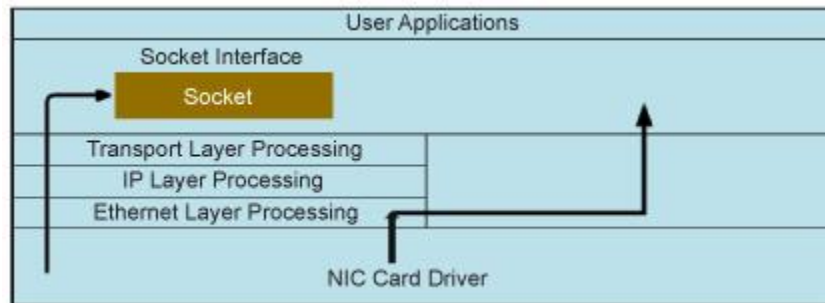 User Applications
Socket Interface
Socket
Transport Layer Processing
IP Layer Processing
Ethernet Layer Processing
NIC Card Driver